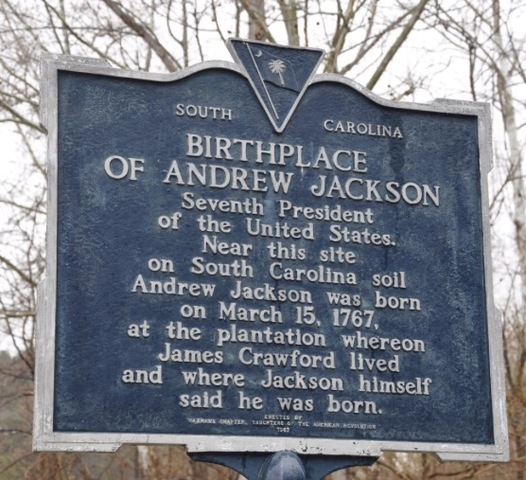 SOUTH CAROLINA
BIRTHPLACE
OF ANDREW JACKSON
Seventh President
of the United States.
Near this site
on South Carolina soil
Andrew Jackson was born
on March 15, 1767,
at the plantation whereon
James Crawford lived
and where Jackson himself
said he was born.
ERECTED BY
CHAPTER, DAUGHTERS OF THE AMERICAN REVOLUTION